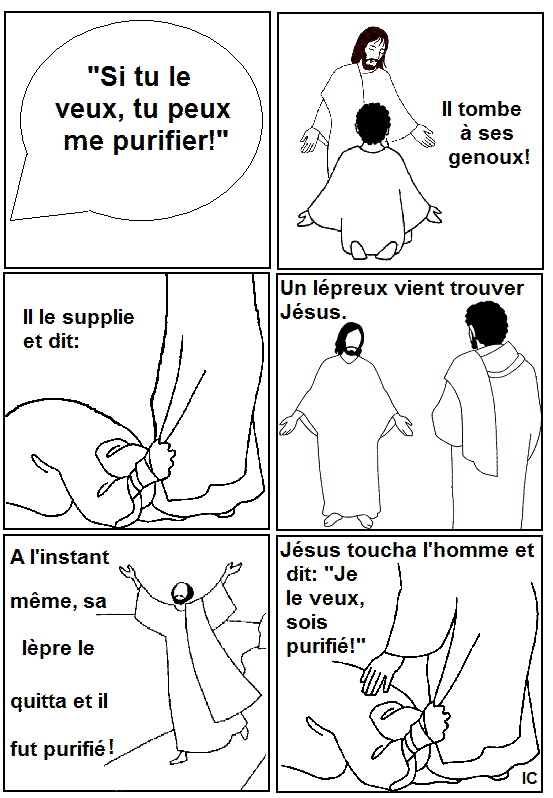 "Si tu le
veux, tu peux
me purifier!"
Il tombe
à ses
genoux!
Il le supplie
et dit:
Un lépreux vient trouver
Jésus.
A l'instant
même, sa
lèpre le
quitta et il
fut purifié!
Jésus toucha l'homme et
dit: "Je
le veux,
sois
purifié!"
IC